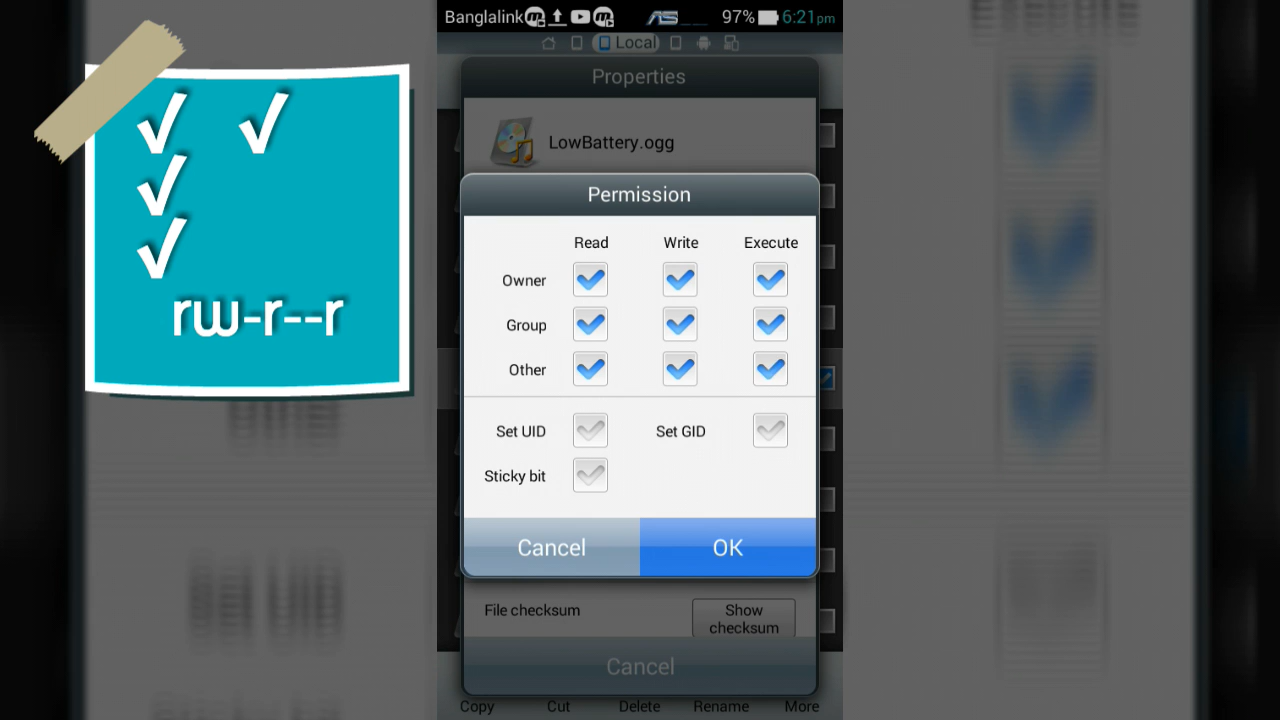 Banglalink 97% 6:21pm
Local
Properties
LowBattery.ogg
Permission
Read Write Execute
Owner
Group
Other
Set UID Set GID
Sticky bit
Cancel OK
File checksum Show checksum
Cancel
Copy Cut Delete Rename More
rw-r--r